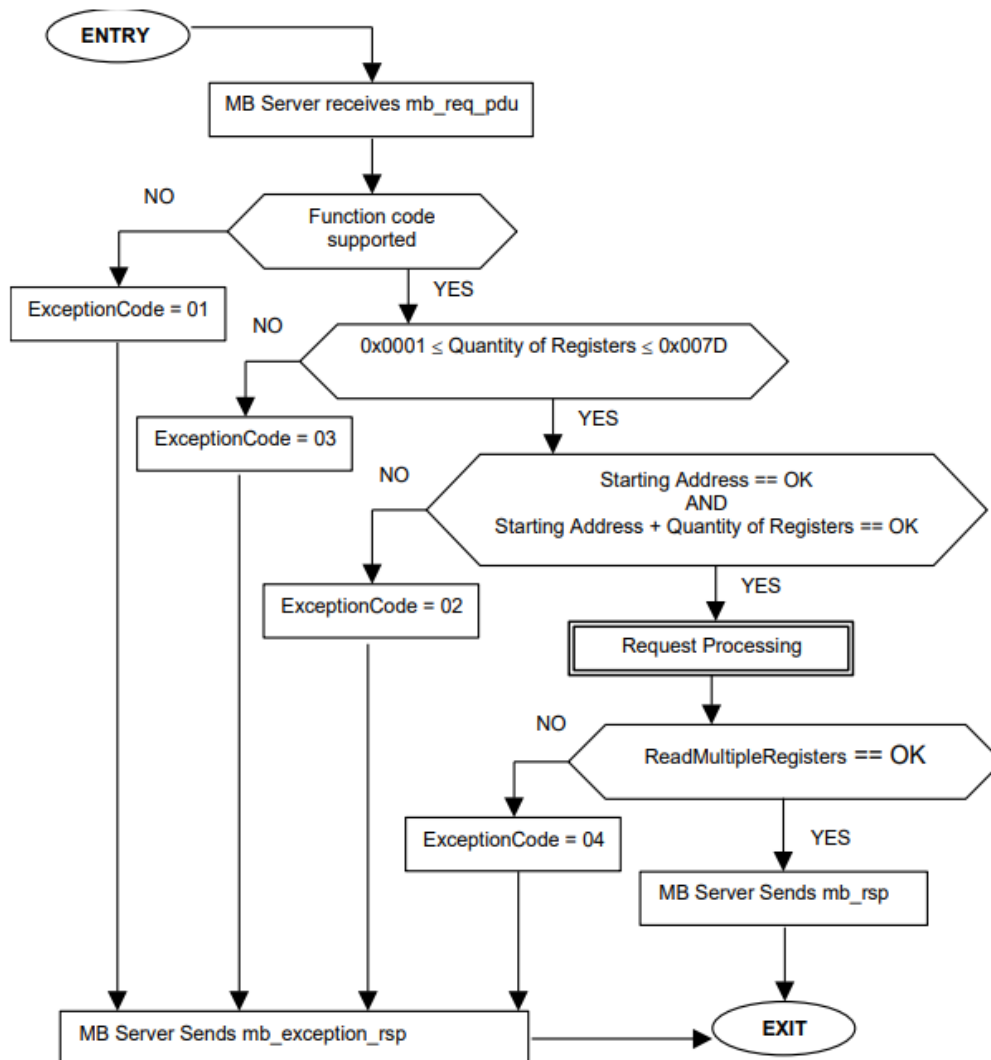 ENTRY
MB Server receives mb_req_pdu
NO
Function code
supported
YES
ExceptionCode = 01
NO
0x0001 ≤ Quantity of Registers ≤ 0x007D
YES
ExceptionCode = 03
NO
Starting Address == OK
AND
Starting Address + Quantity of Registers == OK
YES
ExceptionCode = 02
Request Processing
NO
ReadMultipleRegisters == OK
YES
ExceptionCode = 04
MB Server Sends mb_rsp
MB Server Sends mb_exception_rsp
EXIT